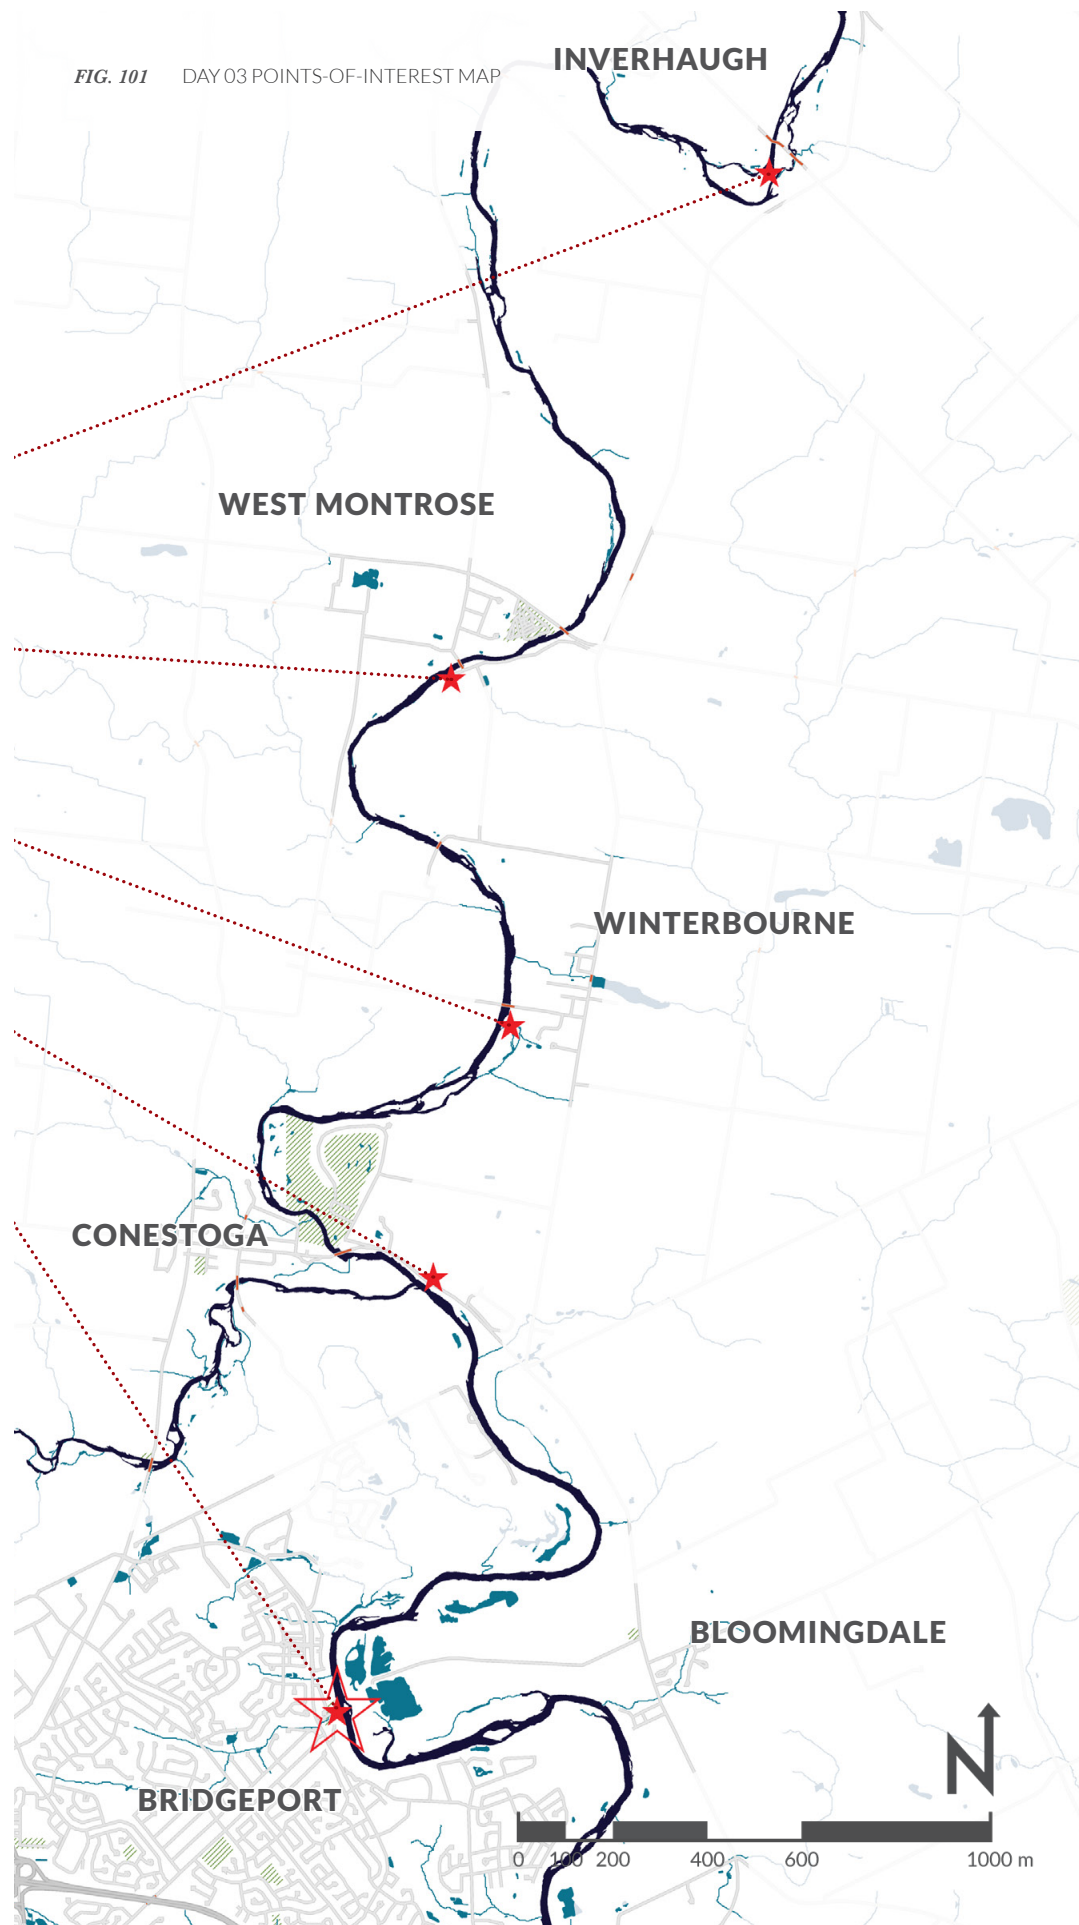 FIG. 101 DAY 03 POINTS-OF-INTEREST MAP
INVERHAUGH
WEST MONTROSE
WINTERBOURNE
CONESTOGA
BLOOMINGDALE
N
BRIDGEPORT
0 100 200 400 600 1000 m